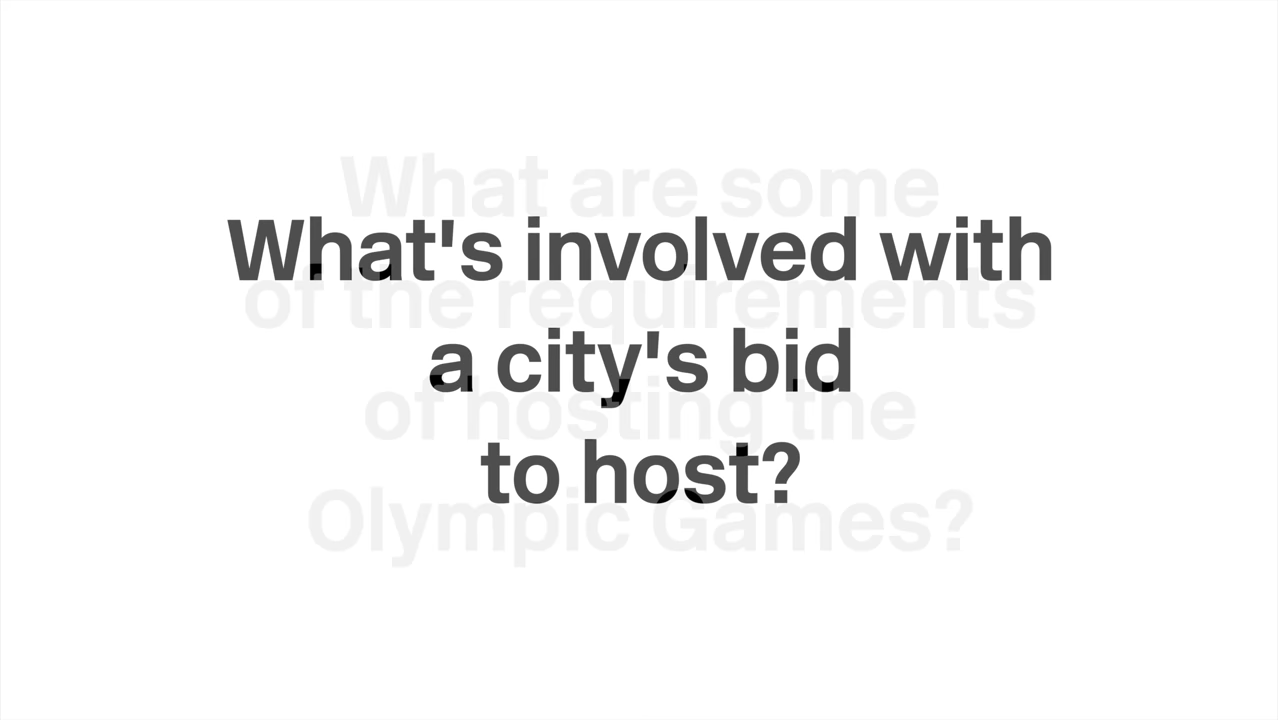 What are some
of the requirements
of hosting the
Olympic Games?
What's involved with
a city's bid
to host?